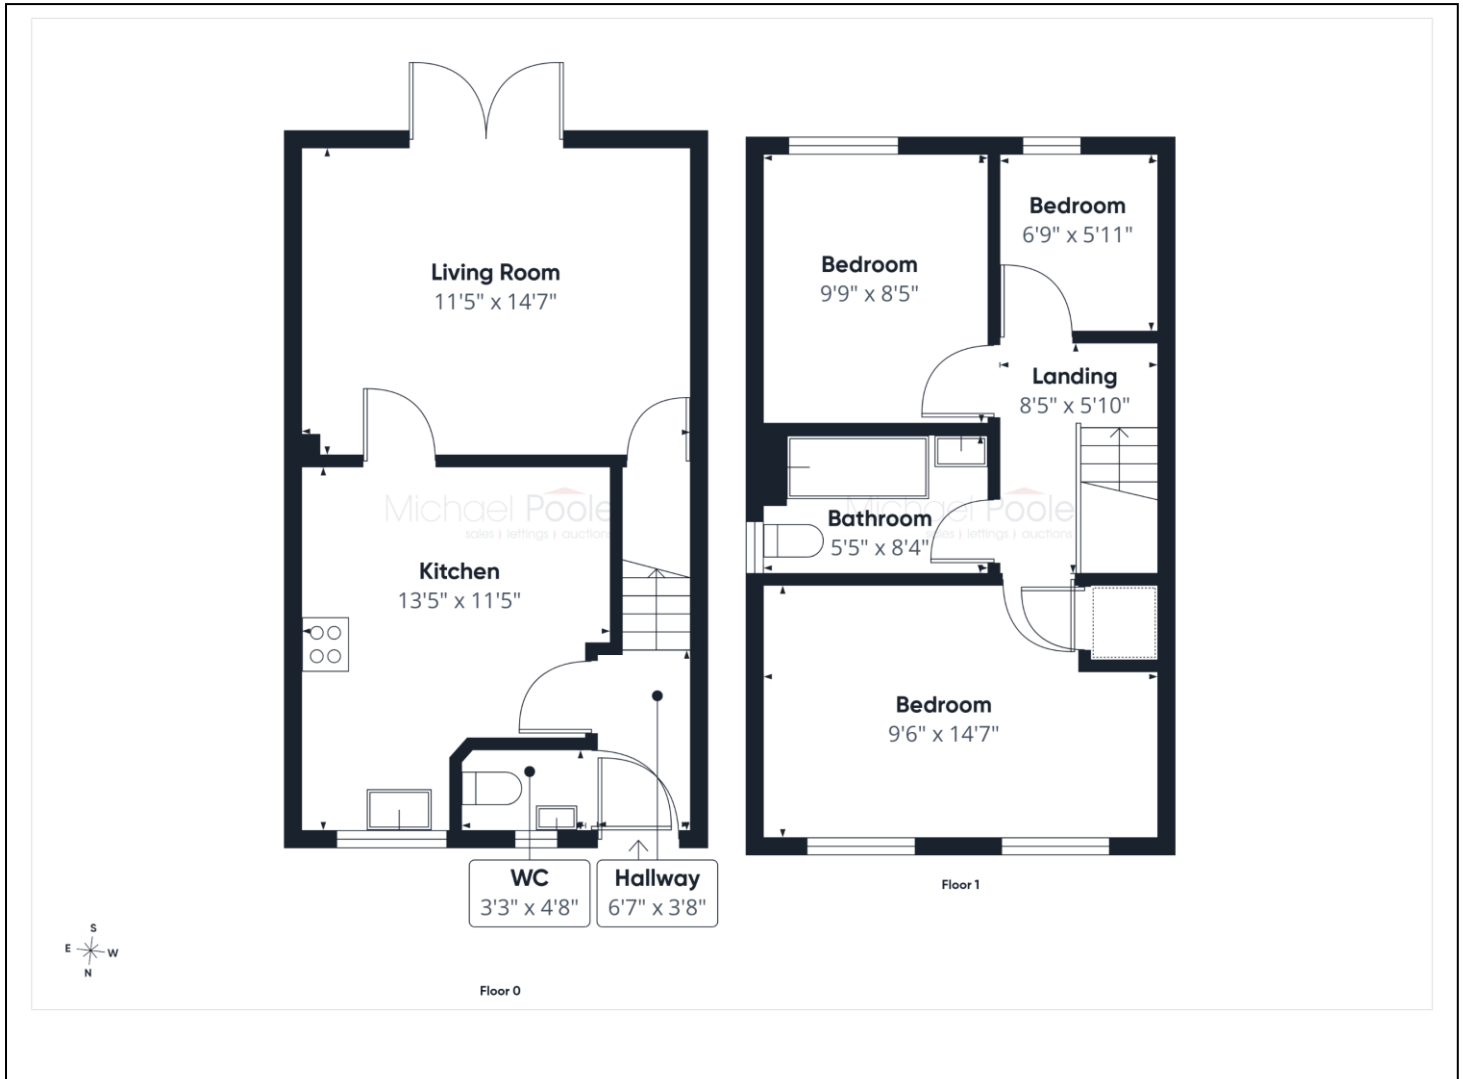 Living Room
11'5" x 14'7"
Kitchen
13'5" x 11'5"
WC
3'3" x 4'8"
Hallway
6'7" x 3'8"
Michael Poole
sales | lettings | auctions
Floor 0
Bedroom
9'9" x 8'5"
Bedroom
6'9" x 5'11"
Landing
8'5" x 5'10"
Bathroom
5'5" x 8'4"
Poole
sales | lettings | auctions
Bedroom
9'6" x 14'7"
Floor 1
S
E
W
N